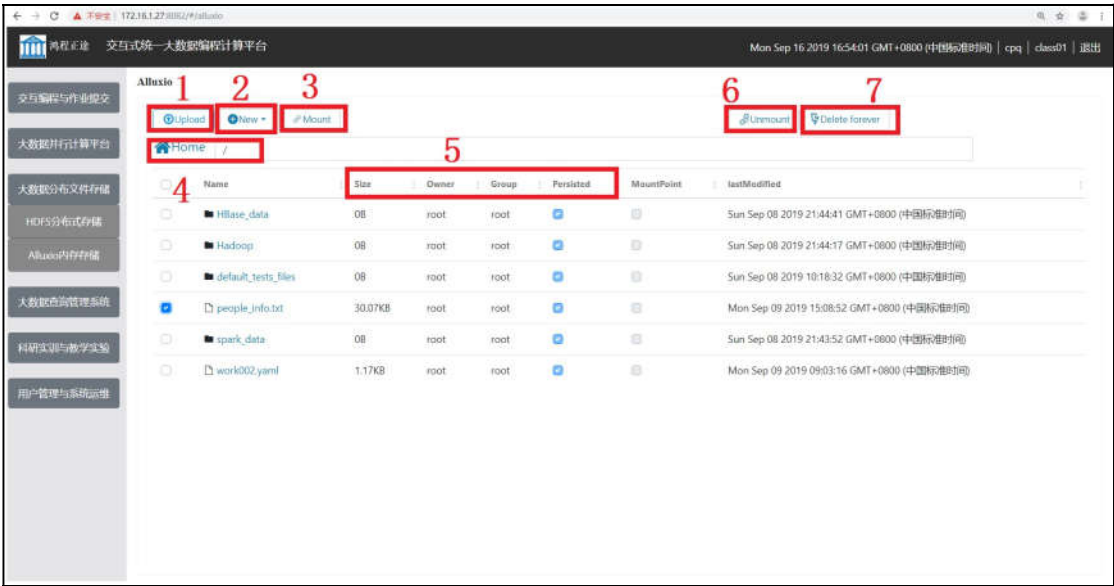 不安全 172.16.1.27:8082/#/alluxio
鸿程正途 交互式统一大数据编程计算平台 Mon Sep 16 2019 16:54:01 GMT+0800 (中国标准时间) | cpq | class01 | 退出
交互编程与作业提交
大数据并行计算平台
大数据分布文件存储
HDFS分布式存储
Alluxio内存存储
大数据查询管理系统
科研实训与教学实验
用户管理与系统运维
Alluxio
1 2 3 6 7
Upload New Mount Unmount Delete forever
Home /
4 5
Name Size Owner Group Persisted MountPoint lastModified
HBase_data 0B root root Sun Sep 08 2019 21:44:41 GMT+0800 (中国标准时间)
Hadoop 0B root root Sun Sep 08 2019 21:44:17 GMT+0800 (中国标准时间)
default_tests_files 0B root root Sun Sep 08 2019 10:18:32 GMT+0800 (中国标准时间)
people_info.txt 30.07KB root root Mon Sep 09 2019 15:08:52 GMT+0800 (中国标准时间)
spark_data 0B root root Sun Sep 08 2019 21:43:52 GMT+0800 (中国标准时间)
work002.yaml 1.17KB root root Mon Sep 09 2019 09:03:16 GMT+0800 (中国标准时间)